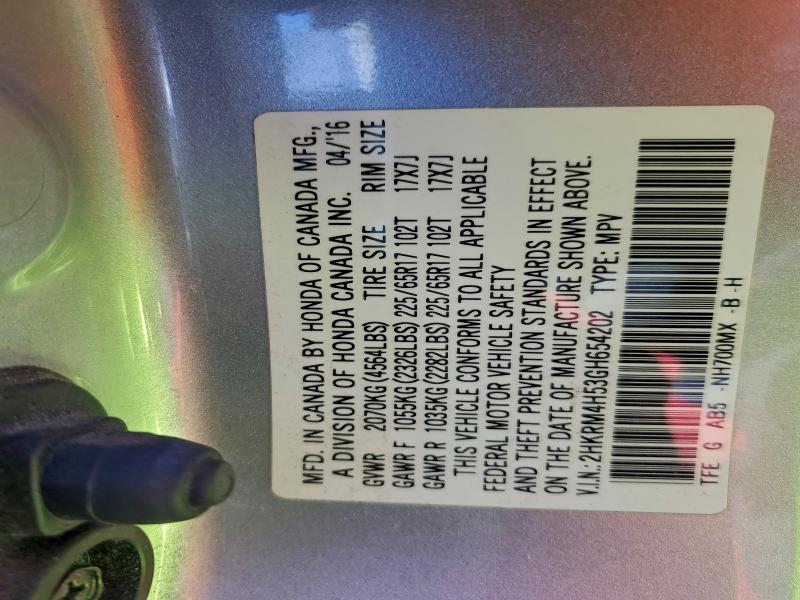 MFD. IN CANADA BY HONDA OF CANADA MFG.,
A DIVISION OF HONDA CANADA INC. 04/'16
GVWR 2070KG (4564LBS) TIRE SIZE RIM SIZE
GAWR F 1055KG (2326LBS) 225/65R17 102T 17X7J
GAWR R 1035KG (2282LBS) 225/65R17 102T 17X7J
THIS VEHICLE CONFORMS TO ALL APPLICABLE
FEDERAL MOTOR VEHICLE SAFETY
AND THEFT PREVENTION STANDARDS IN EFFECT
ON THE DATE OF MANUFACTURE SHOWN ABOVE.
V.I.N.: 2HKRM4H53GH654202 TYPE: MPV
TFE G AB5 -NH700MX -B -H